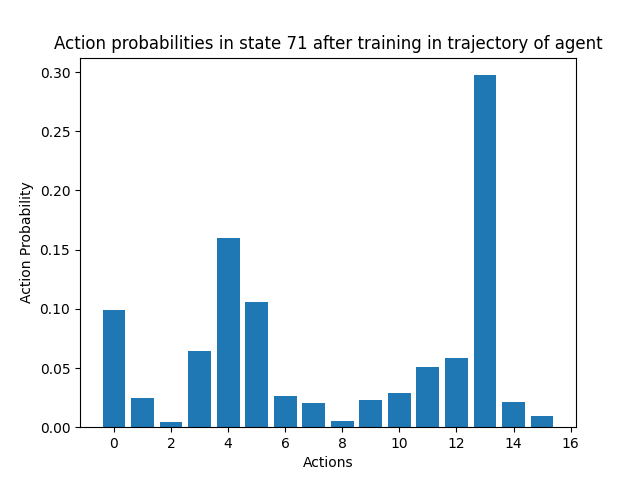 Action probabilities in state 71 after training in trajectory of agent
0.30
0.25
0.20
0.15
0.10
0.05
0.00
Action Probability
0 2 4 6 8 10 12 14 16
Actions